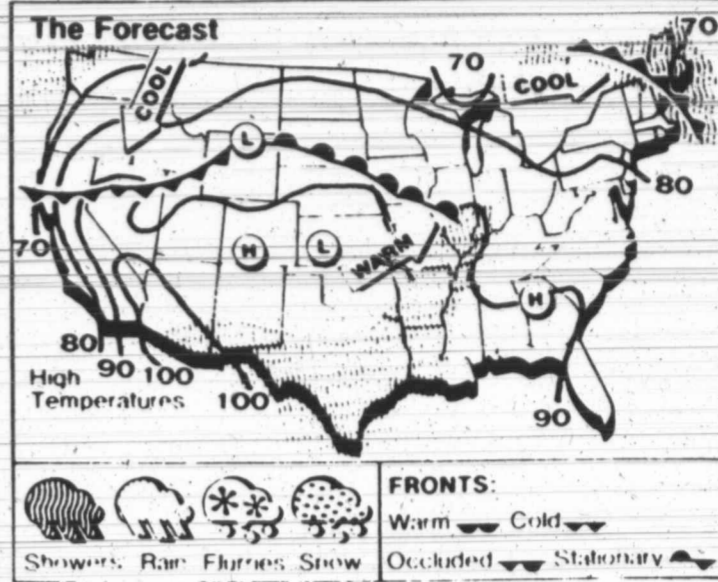 The Forecast
70
70
COOL
COOL
L
80
70
H
L
WARM
H
80
90
100
100
90
High
Temperatures
FRONTS:
Warm Cold
Showers Rain Flurries Snow
Occluded Stationary